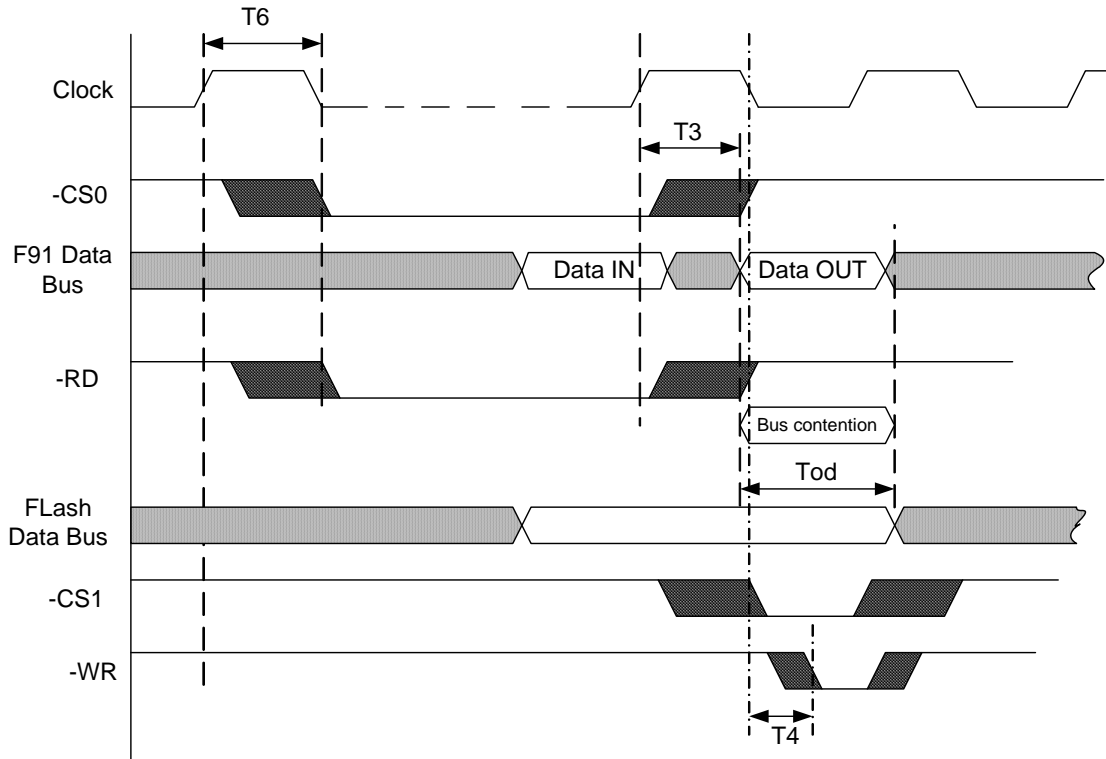 T6
Clock
T3
-CS0
F91 Data
Bus
Data IN
Data OUT
-RD
Bus contention
Tod
FLash
Data Bus
-CS1
-WR
T4